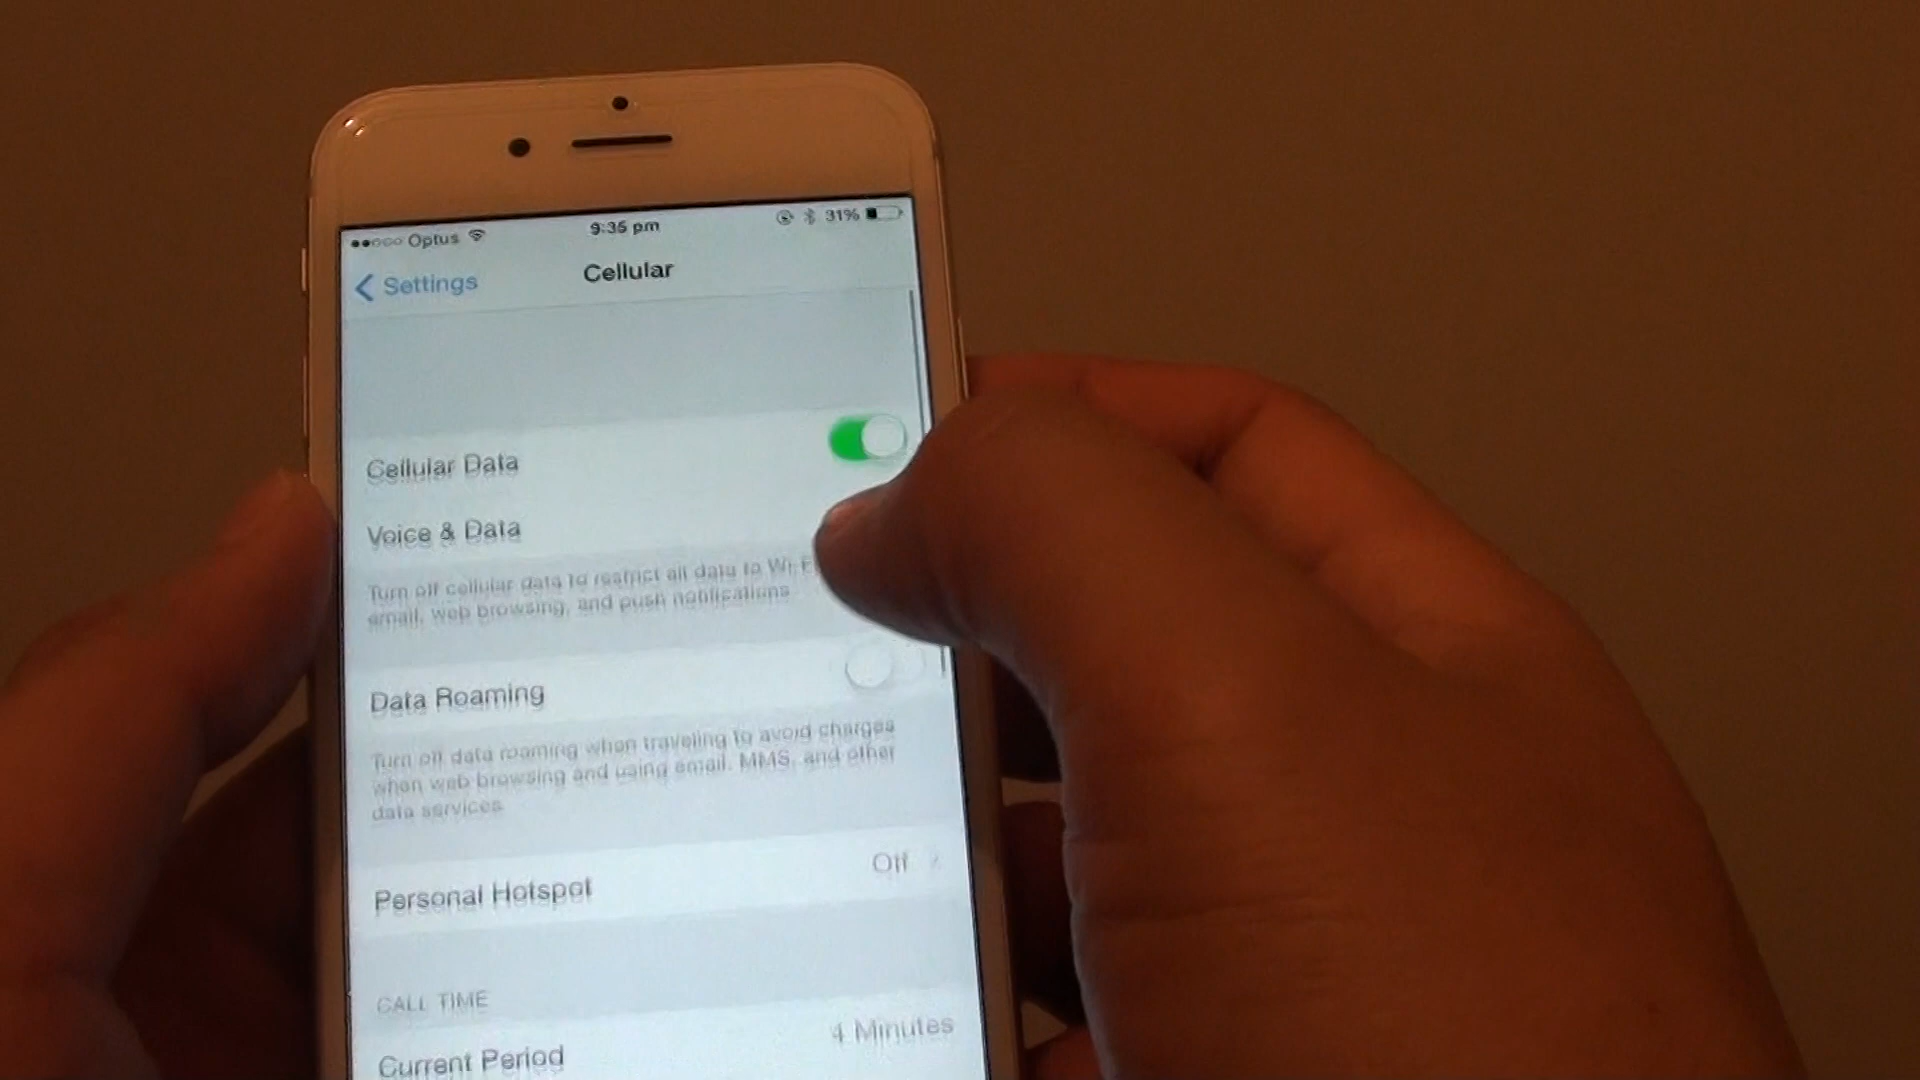 Optus 9:35 pm 31%
Settings Cellular
Cellular Data
Voice & Data
Turn off cellular data to restrict all data to Wi-F
email, web browsing, and push notifications
Data Roaming
Turn off data roaming when traveling to avoid charges
when web browsing and using email, MMS, and other
data services
Personal Hotspot Off
CALL TIME
Current Period 4 Minutes